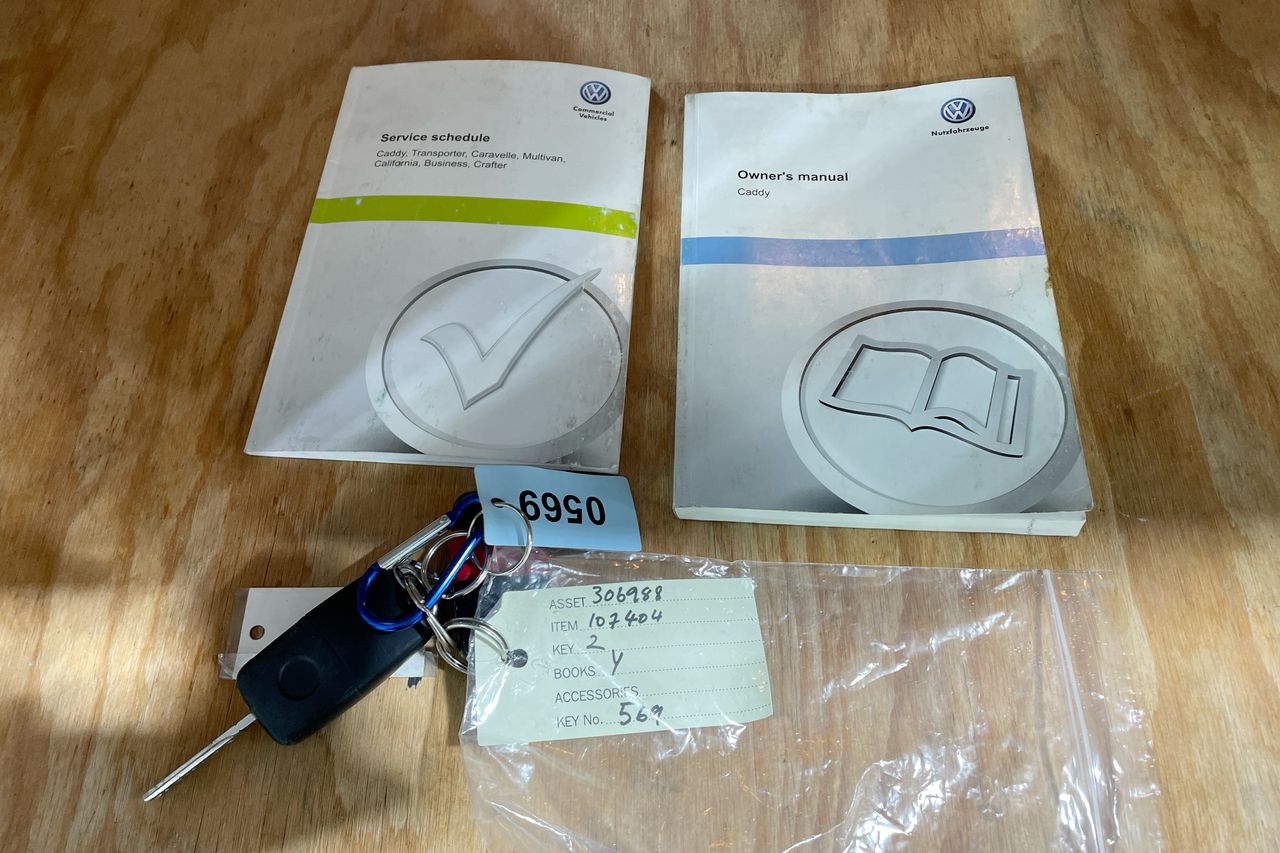 Commercial
Vehicles
Service schedule
Caddy, Transporter, Caravelle, Multivan,
California, Business, Crafter
Nutzfahrzeuge
Owner's manual
Caddy
0569
ASSET 306988
ITEM 107404
KEY 2
BOOKS Y
ACCESSORIES
KEY No. 569